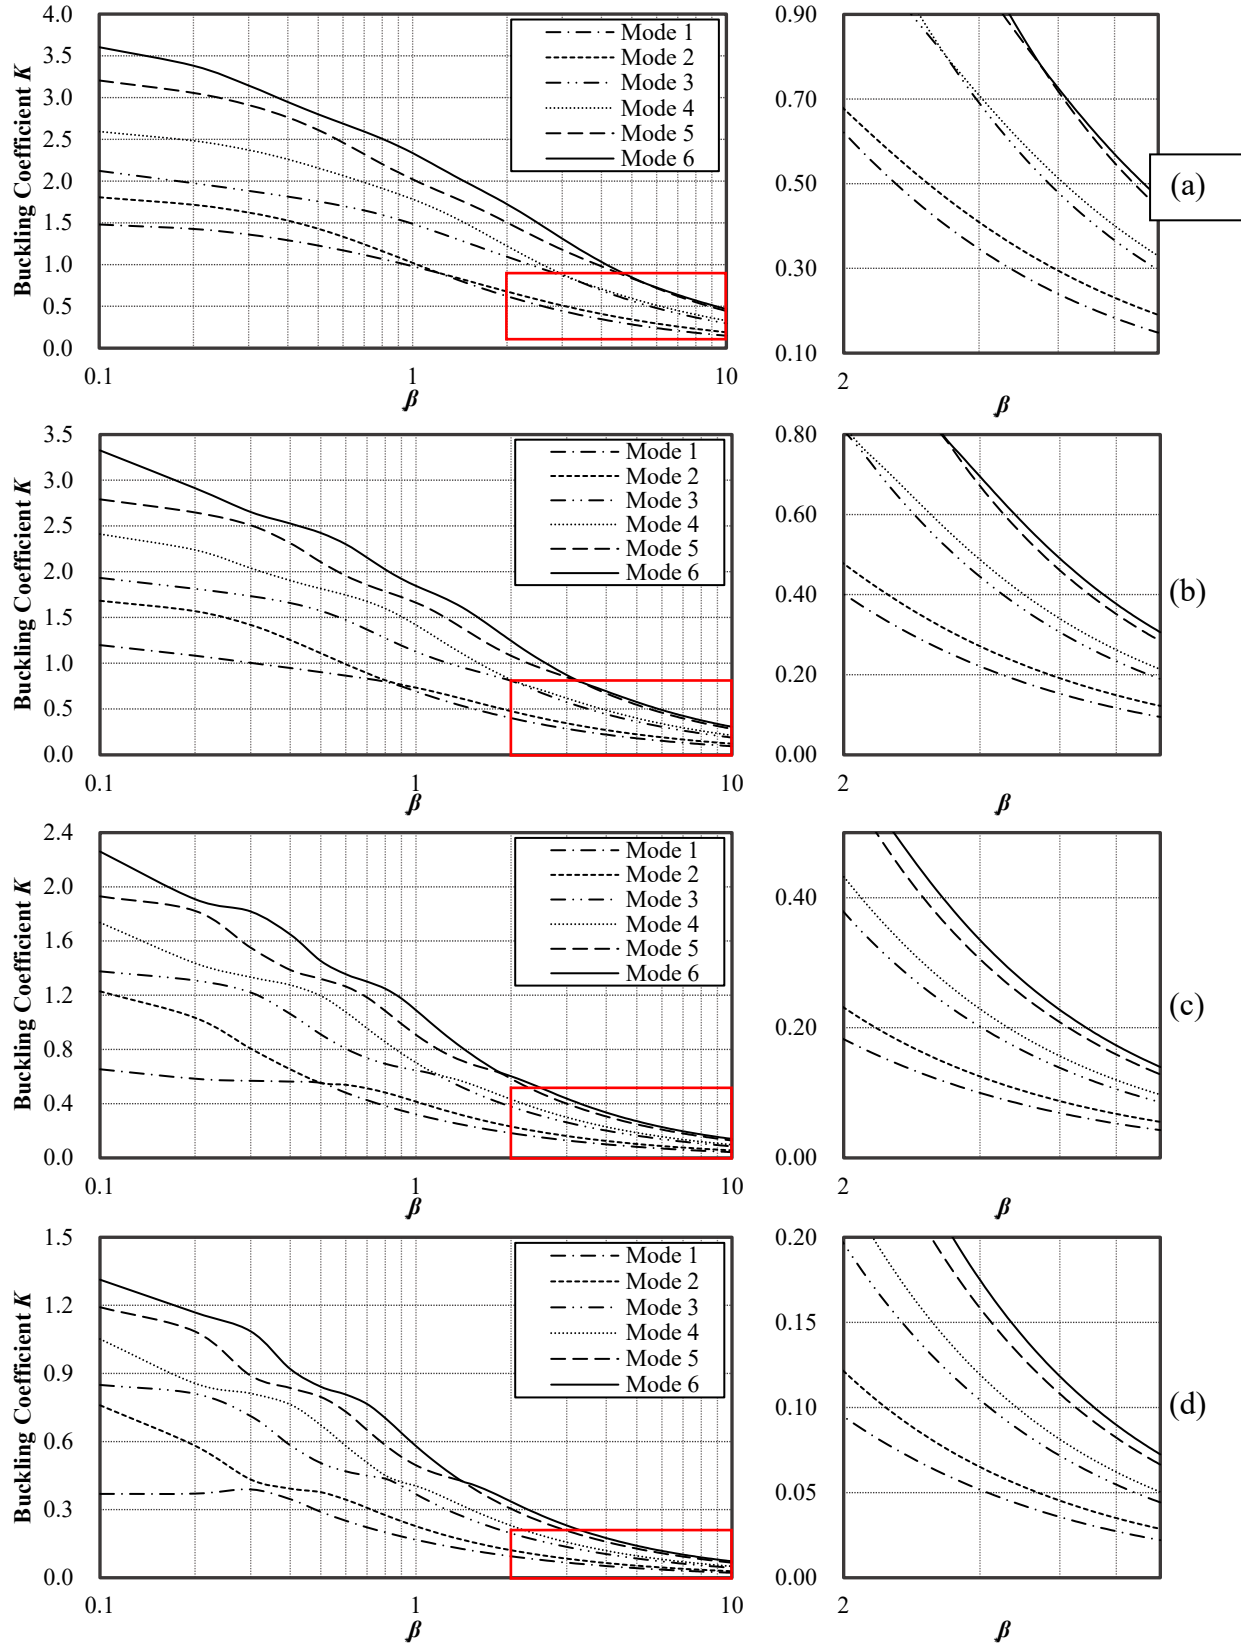 Buckling Coefficient K
4.0
3.5
3.0
2.5
2.0
1.5
1.0
0.5
0.0
0.1
1
10
β
Mode 1
Mode 2
Mode 3
Mode 4
Mode 5
Mode 6
0.90
0.70
0.50
0.30
0.10
2
β
(a)
Buckling Coefficient K
3.5
3.0
2.5
2.0
1.5
1.0
0.5
0.0
0.1
1
10
β
Mode 1
Mode 2
Mode 3
Mode 4
Mode 5
Mode 6
0.80
0.60
0.40
0.20
0.00
2
β
(b)
Buckling Coefficient K
2.4
2.0
1.6
1.2
0.8
0.4
0.0
0.1
1
10
β
Mode 1
Mode 2
Mode 3
Mode 4
Mode 5
Mode 6
0.40
0.20
0.00
2
β
(c)
Buckling Coefficient K
1.5
1.2
0.9
0.6
0.3
0.0
0.1
1
10
β
Mode 1
Mode 2
Mode 3
Mode 4
Mode 5
Mode 6
0.20
0.15
0.10
0.05
0.00
2
β
(d)